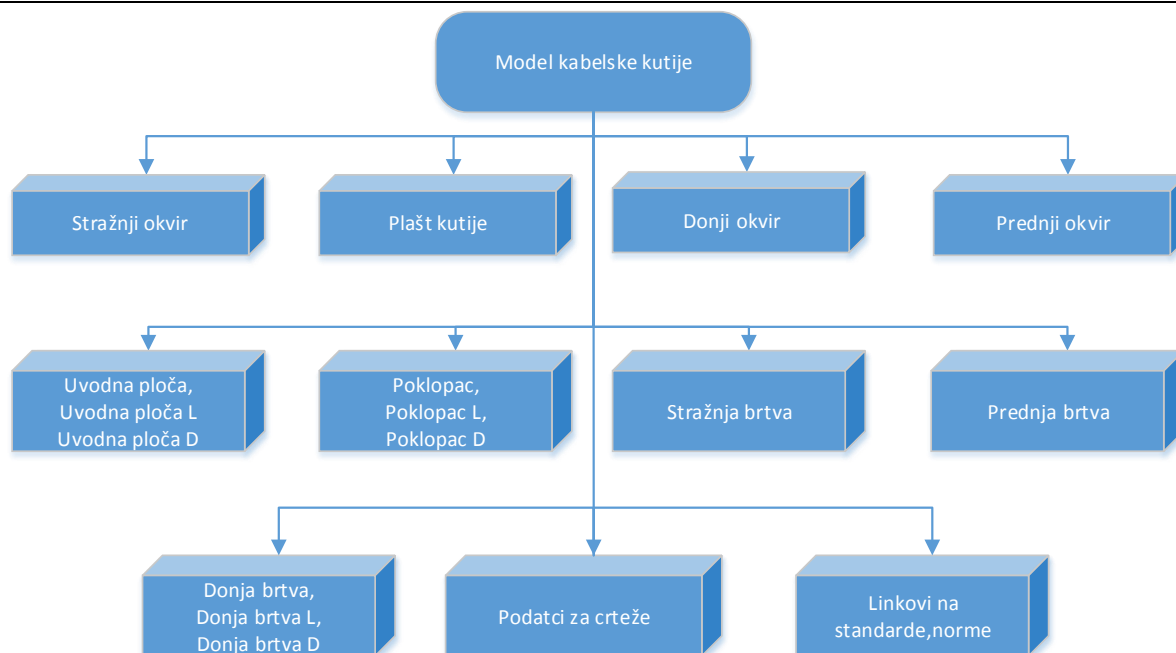 Model kabelske kutije
Stražnji okvir
Plašt kutije
Donji okvir
Prednji okvir
Uvodna ploča,
Uvodna ploča L
Uvodna ploča D
Poklopac,
Poklopac L,
Poklopac D
Stražnja brtva
Prednja brtva
Donja brtva,
Donja brtva L,
Donja brtva D
Podatci za crteže
Linkovi na
standarde,norme